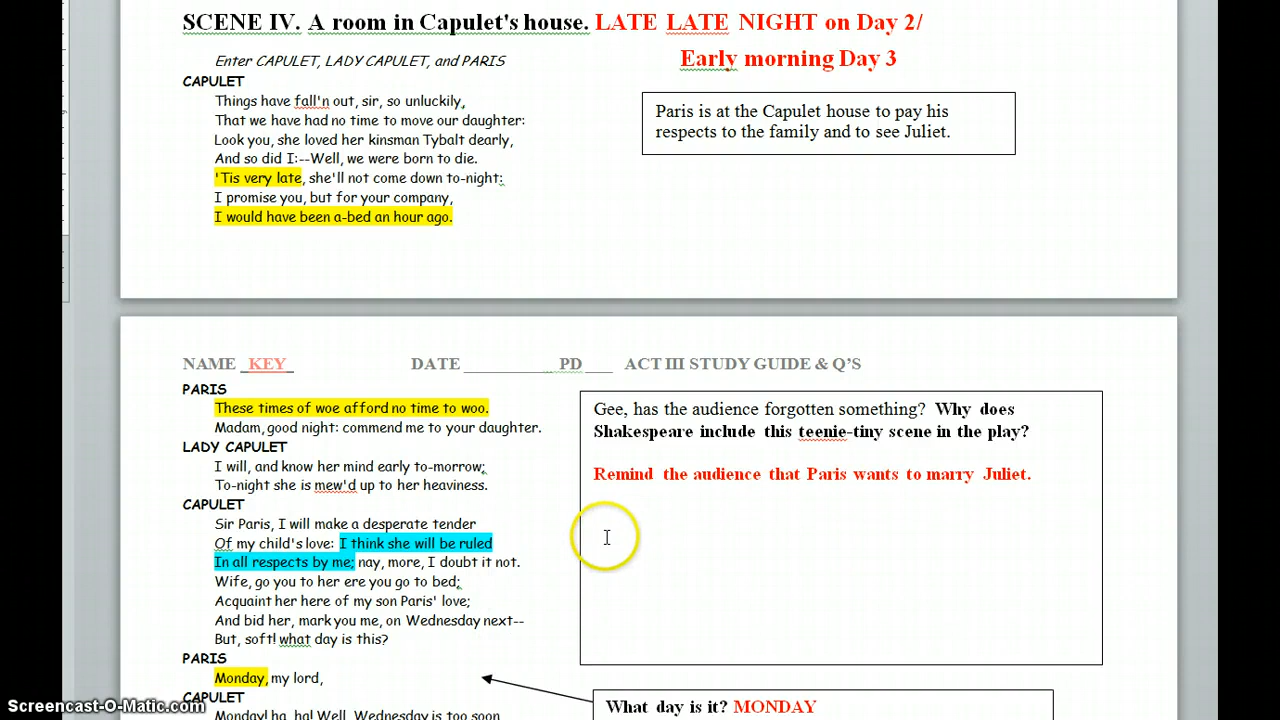 SCENE IV. A room in Capulet's house. LATE LATE NIGHT on Day 2/
Early morning Day 3
Enter CAPULET, LADY CAPULET, and PARIS
CAPULET
Things have fall'n out, sir, so unluckily,
That we have had no time to move our daughter:
Look you, she loved her kinsman Tybalt dearly,
And so did I:--Well, we were born to die.
'Tis very late, she'll not come down to-night:
I promise you, but for your company,
I would have been a-bed an hour ago.
Paris is at the Capulet house to pay his
respects to the family and to see Juliet.
NAME _KEY_ DATE _________ PD ___ ACT III STUDY GUIDE & Q'S
PARIS
These times of woe afford no time to woo.
Madam, good night: commend me to your daughter.
LADY CAPULET
I will, and know her mind early to-morrow;
To-night she is mew'd up to her heaviness.
CAPULET
Sir Paris, I will make a desperate tender
Of my child's love: I think she will be ruled
In all respects by me; nay, more, I doubt it not.
Wife, go you to her ere you go to bed;
Acquaint her here of my son Paris' love;
And bid her, mark you me, on Wednesday next--
But, soft! what day is this?
PARIS
Monday, my lord,
CAPULET
Monday! ha, ha! Well, Wednesday is too soon
Gee, has the audience forgotten something? Why does
Shakespeare include this teenie-tiny scene in the play?
Remind the audience that Paris wants to marry Juliet.
What day is it? MONDAY
Screencast-O-Matic.com